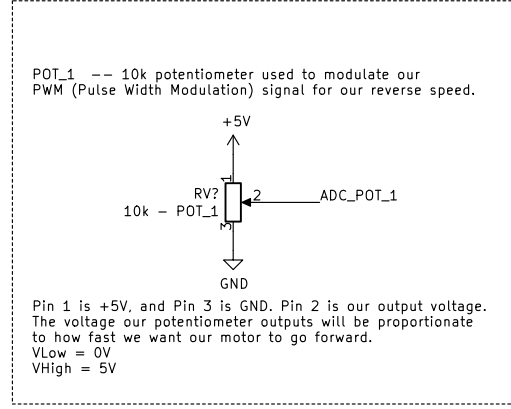 POT_1  -- 10k potentiometer used to modulate our
PWM (Pulse Width Modulation) signal for our reverse speed.
+5V
1
RV?
2
ADC_POT_1
10k - POT_1
3
GND
Pin 1 is +5V, and Pin 3 is GND. Pin 2 is our output voltage.
The voltage our potentiometer outputs will be proportionate
to how fast we want our motor to go forward.
VLow = 0V
VHigh = 5V